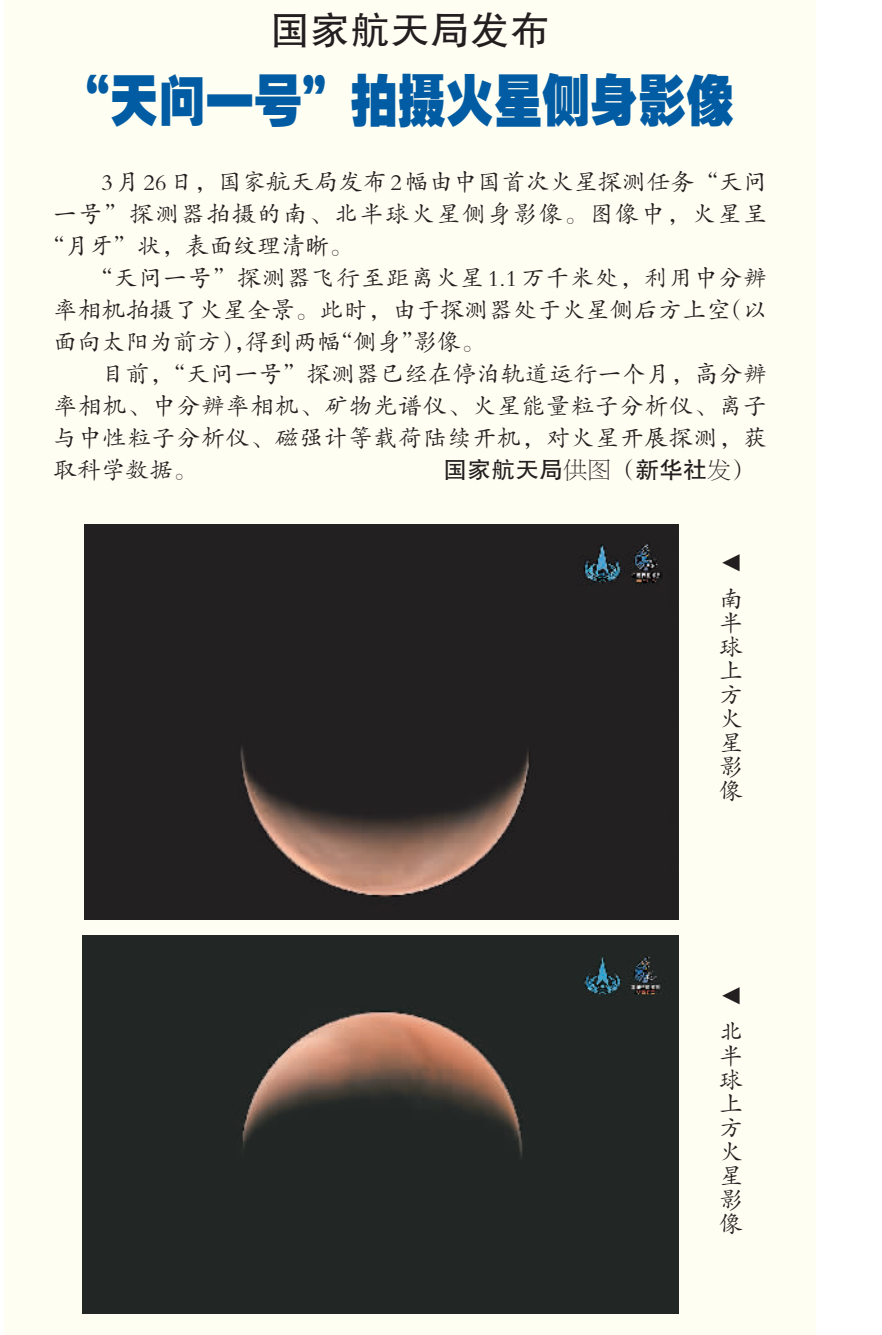 国家航天局发布
“天问一号”拍摄火星侧身影像
3月26日，国家航天局发布2幅由中国首次火星探测任务“天问
一号”探测器拍摄的南、北半球火星侧身影像。图像中，火星呈
“月牙”状，表面纹理清晰。
“天问一号”探测器飞行至距离火星1.1万千米处，利用中分辨
率相机拍摄了火星全景。此时，由于探测器处于火星侧后方上空(以
面向太阳为前方),得到两幅“侧身”影像。
目前，“天问一号”探测器已经在停泊轨道运行一个月，高分辨
率相机、中分辨率相机、矿物光谱仪、火星能量粒子分析仪、离子
与中性粒子分析仪、磁强计等载荷陆续开机，对火星开展探测，获
取科学数据。 国家航天局供图（新华社发）
◀南半球上方火星影像
◀北半球上方火星影像